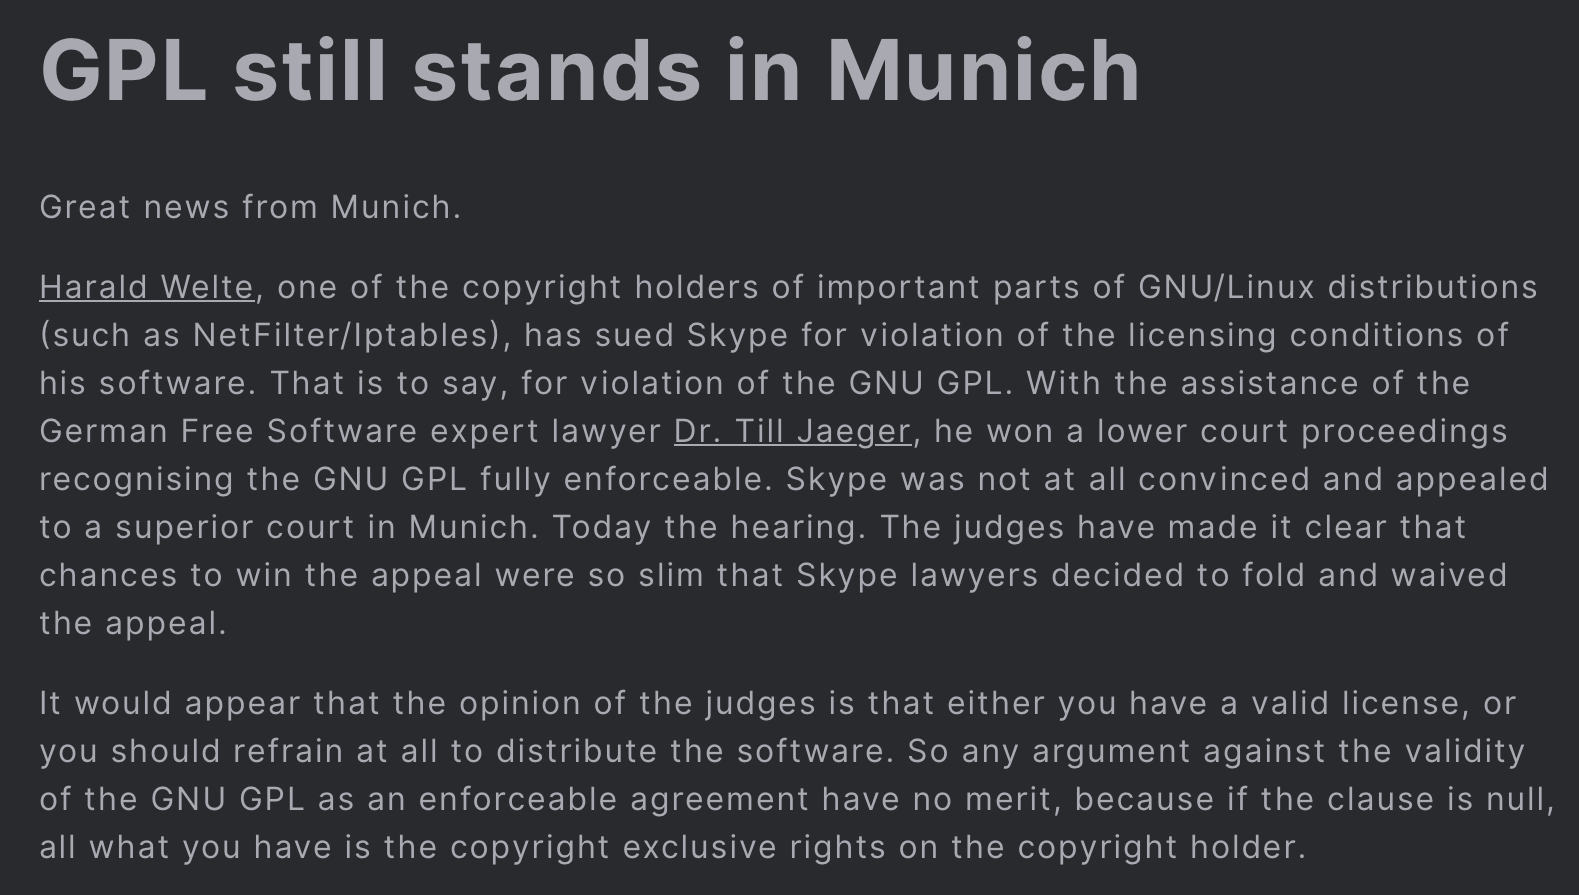 GPL still stands in Munich
Great news from Munich.
Harald Welte, one of the copyright holders of important parts of GNU/Linux distributions
(such as NetFilter/Iptables), has sued Skype for violation of the licensing conditions of
his software. That is to say, for violation of the GNU GPL. With the assistance of the
German Free Software expert lawyer Dr. Till Jaeger, he won a lower court proceedings
recognising the GNU GPL fully enforceable. Skype was not at all convinced and appealed
to a superior court in Munich. Today the hearing. The judges have made it clear that
chances to win the appeal were so slim that Skype lawyers decided to fold and waived
the appeal.
It would appear that the opinion of the judges is that either you have a valid license, or
you should refrain at all to distribute the software. So any argument against the validity
of the GNU GPL as an enforceable agreement have no merit, because if the clause is null,
all what you have is the copyright exclusive rights on the copyright holder.